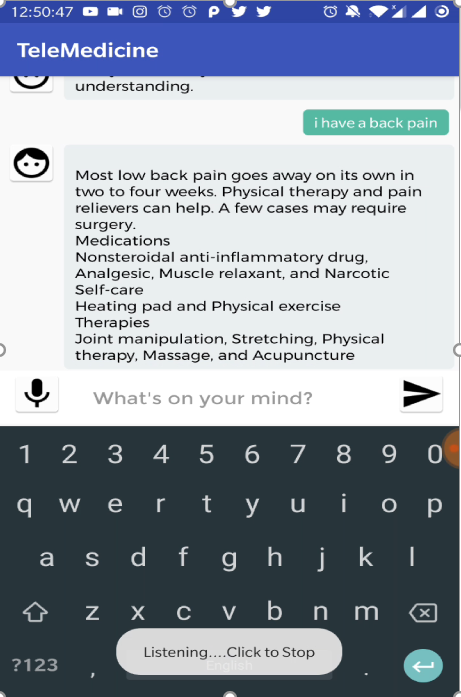 12:50:47
TeleMedicine
understanding.
i have a back pain
Most low back pain goes away on its own in
two to four weeks. Physical therapy and pain
relievers can help. A few cases may require
surgery.
Medications
Nonsteroidal anti-inflammatory drug,
Analgesic, Muscle relaxant, and Narcotic
Self-care
Heating pad and Physical exercise
Therapies
Joint manipulation, Stretching, Physical
therapy, Massage, and Acupuncture
What's on your mind?
1 2 3 4 5 6 7 8 9 0
q w e r t y u i o p
a s d f g h j k l
z x c v b n m
Listening....Click to Stop
?123 , English .